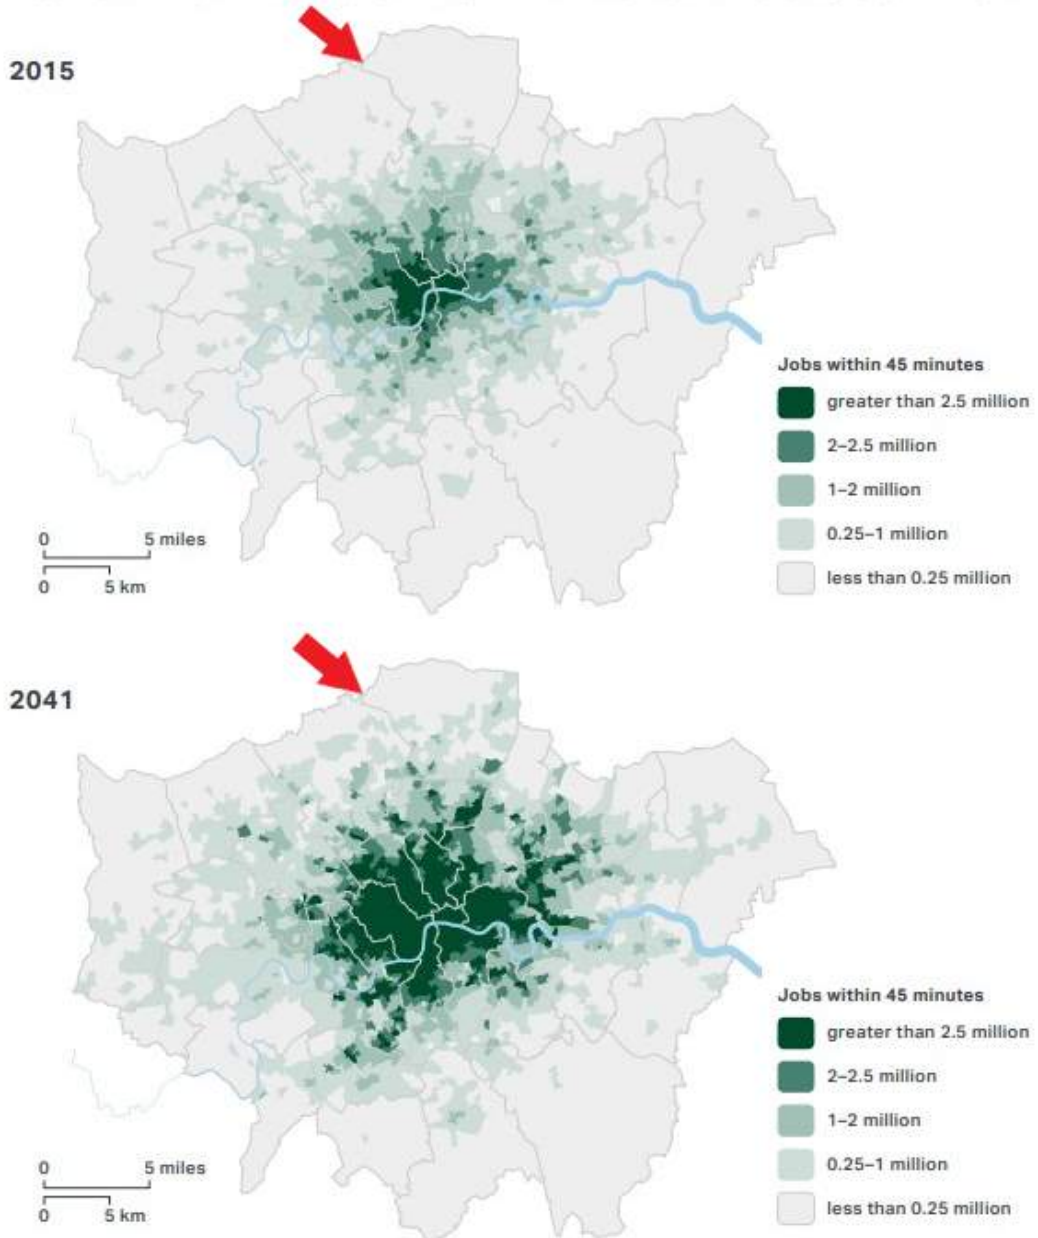 2015
Jobs within 45 minutes
greater than 2.5 million
2–2.5 million
1–2 million
0.25–1 million
less than 0.25 million
0 5 miles
0 5 km
2041
Jobs within 45 minutes
greater than 2.5 million
2–2.5 million
1–2 million
0.25–1 million
less than 0.25 million
0 5 miles
0 5 km